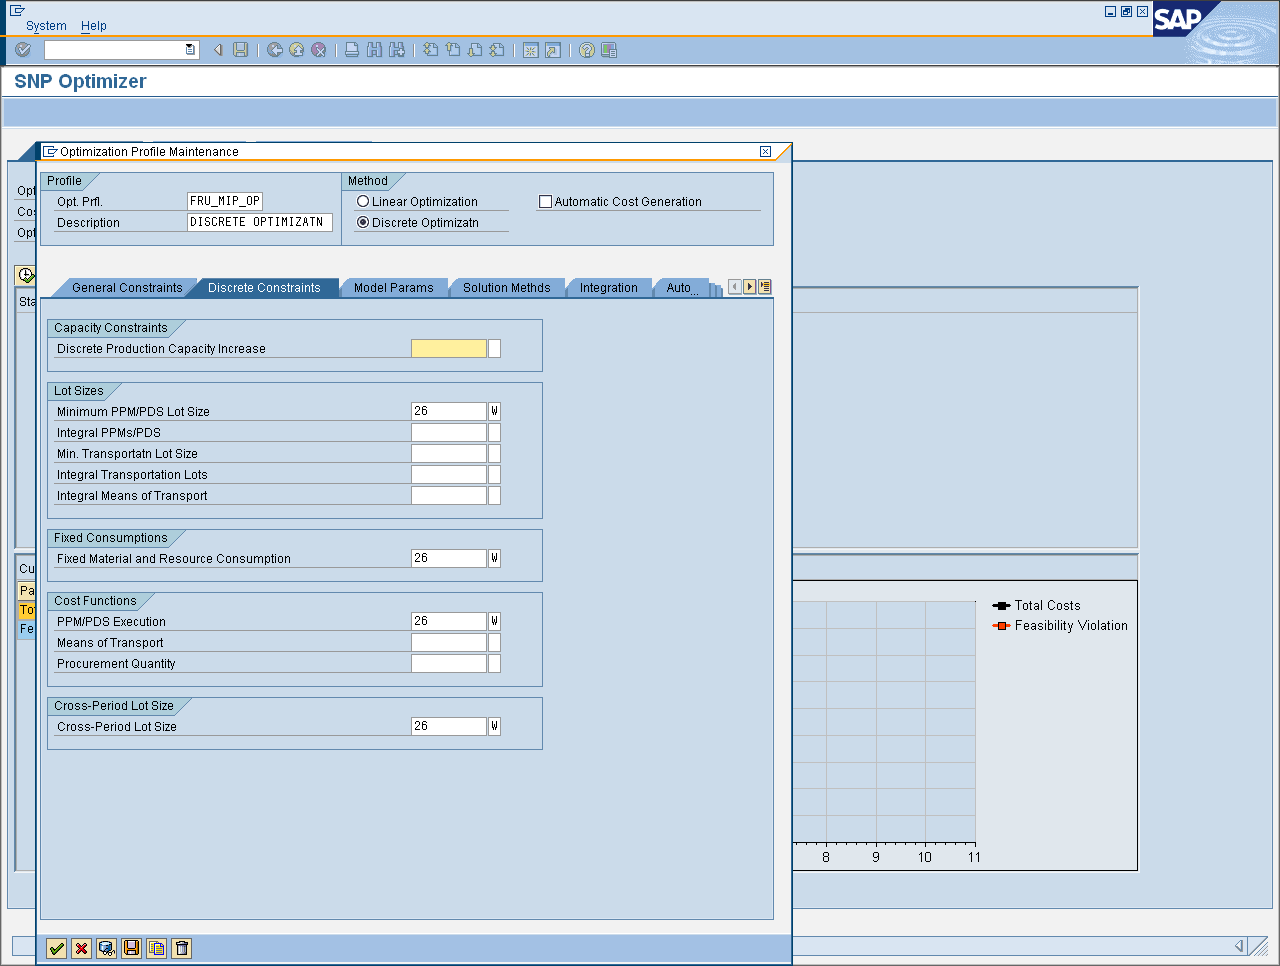 System Help
SAP
SNP Optimizer
Optimization Profile Maintenance
Profile
Method
Opt
Opt. Prfl.
FRU_MIP_OP
Linear Optimization
Automatic Cost Generation
Cos
Description
DISCRETE OPTIMIZATN
Discrete Optimizatn
Opt
General Constraints
Discrete Constraints
Model Params
Solution Methds
Integration
Auto...
Sta
Capacity Constraints
Discrete Production Capacity Increase
Lot Sizes
Minimum PPM/PDS Lot Size 26 W
Integral PPMs/PDS
Min. Transportatn Lot Size
Integral Transportation Lots
Integral Means of Transport
Fixed Consumptions
Fixed Material and Resource Consumption 26 W
Cu
Pa
Tot
Fe
Cost Functions
PPM/PDS Execution 26 W
Means of Transport
Procurement Quantity
Cross-Period Lot Size
Cross-Period Lot Size 26 W
Total Costs
Feasibility Violation
8 9 10 11